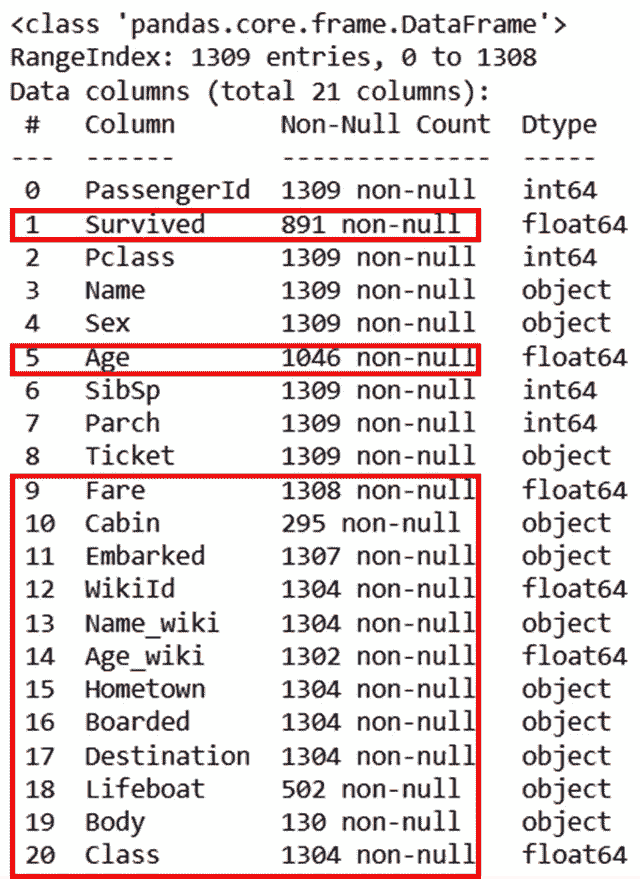 <class 'pandas.core.frame.DataFrame'>
RangeIndex: 1309 entries, 0 to 1308
Data columns (total 21 columns):
 #   Column       Non-Null Count  Dtype
---  ------       --------------  -----
 0   PassengerId  1309 non-null   int64
 1   Survived     891 non-null    float64
 2   Pclass       1309 non-null   int64
 3   Name         1309 non-null   object
 4   Sex          1309 non-null   object
 5   Age          1046 non-null   float64
 6   SibSp        1309 non-null   int64
 7   Parch        1309 non-null   int64
 8   Ticket       1309 non-null   object
 9   Fare         1308 non-null   float64
 10  Cabin        295 non-null    object
 11  Embarked     1307 non-null   object
 12  WikiId       1304 non-null   float64
 13  Name_wiki    1304 non-null   object
 14  Age_wiki     1302 non-null   float64
 15  Hometown     1304 non-null   object
 16  Boarded      1304 non-null   object
 17  Destination  1304 non-null   object
 18  Lifeboat     502 non-null    object
 19  Body         130 non-null    object
 20  Class        1304 non-null   float64